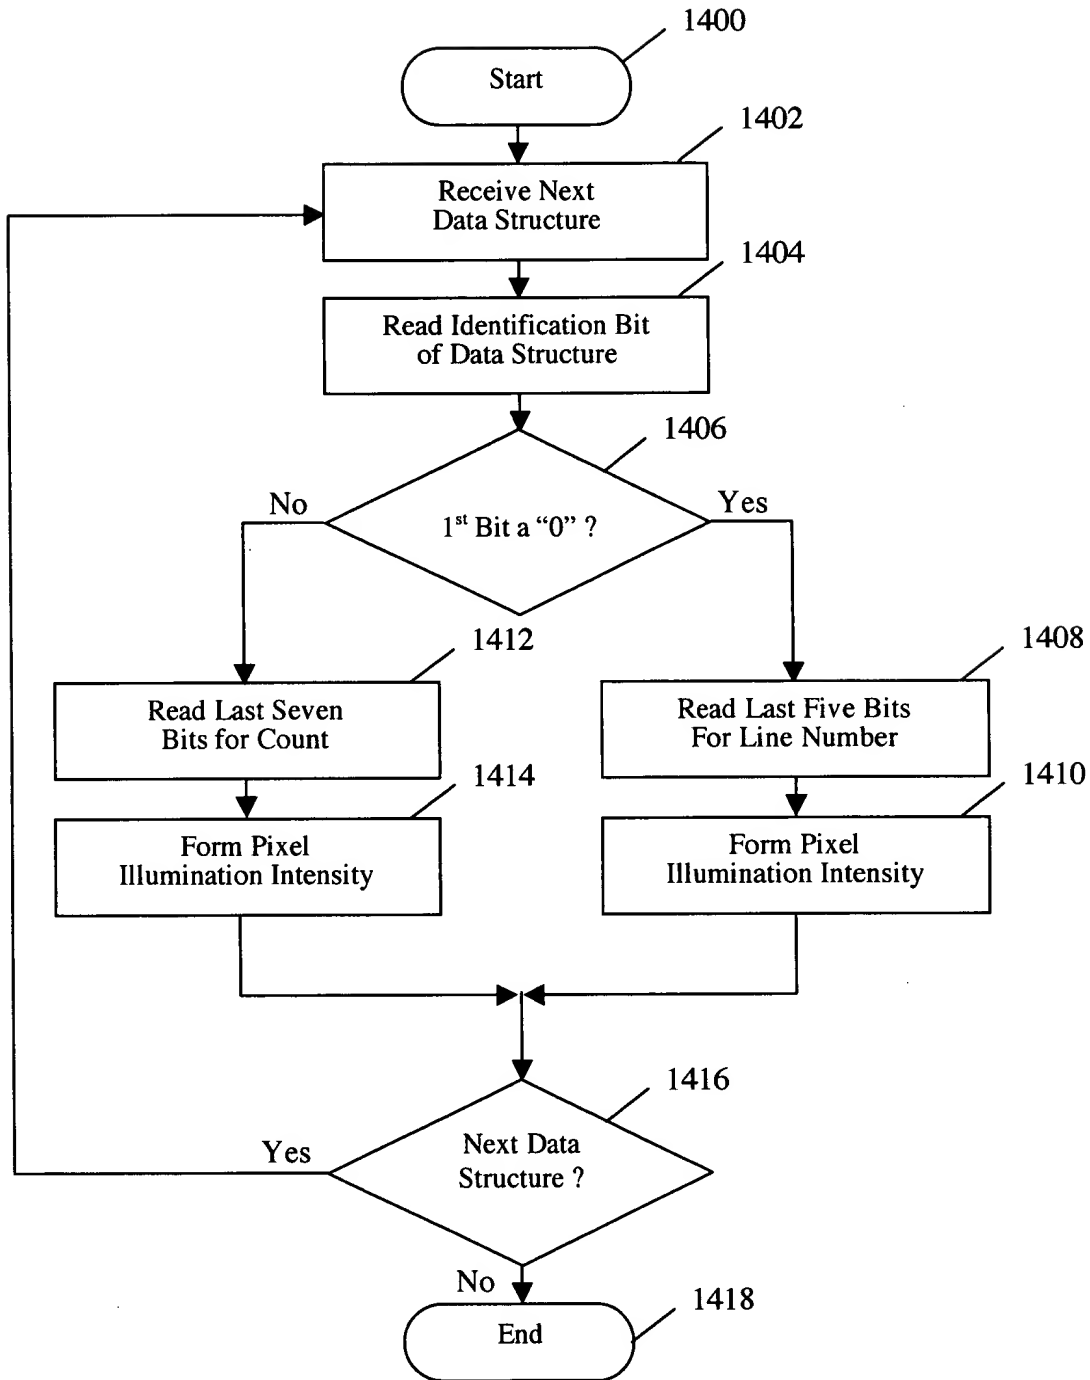 1400
Start
1402
Receive Next
Data Structure
1404
Read Identification Bit
of Data Structure
1406
No
Yes
1st Bit a “0” ?
1412
1408
Read Last Seven
Bits for Count
Read Last Five Bits
For Line Number
1414
1410
Form Pixel
Illumination Intensity
Form Pixel
Illumination Intensity
1416
Yes
Next Data
Structure ?
No
1418
End